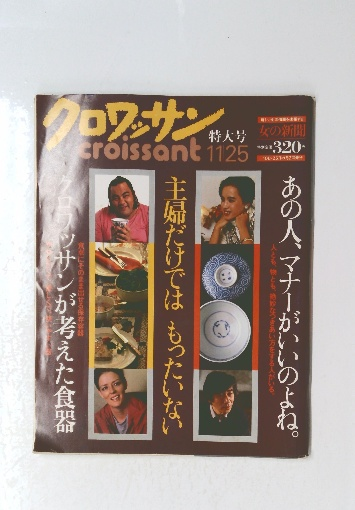 クロワッサン
特大号
croissant 1125
女の新聞
320
あの人、マナーがいいのよね。
主婦だけでは もったいない
クロワッサンが考えた食器